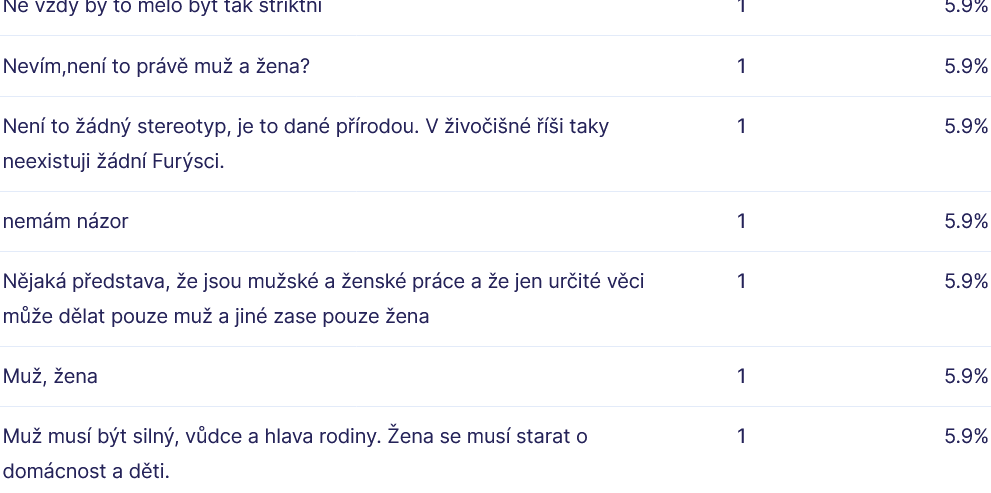 Ne vždy by to mělo být tak striktní 1 5.9%
Nevím,není to právě muž a žena? 1 5.9%
Není to žádný stereotyp, je to dané přírodou. V živočišné říši taky 1 5.9%
neexistuji žádní Furýsci.
nemám názor 1 5.9%
Nějaká představa, že jsou mužské a ženské práce a že jen určité věci 1 5.9%
může dělat pouze muž a jiné zase pouze žena
Muž, žena 1 5.9%
Muž musí být silný, vůdce a hlava rodiny. Žena se musí starat o 1 5.9%
domácnost a děti.